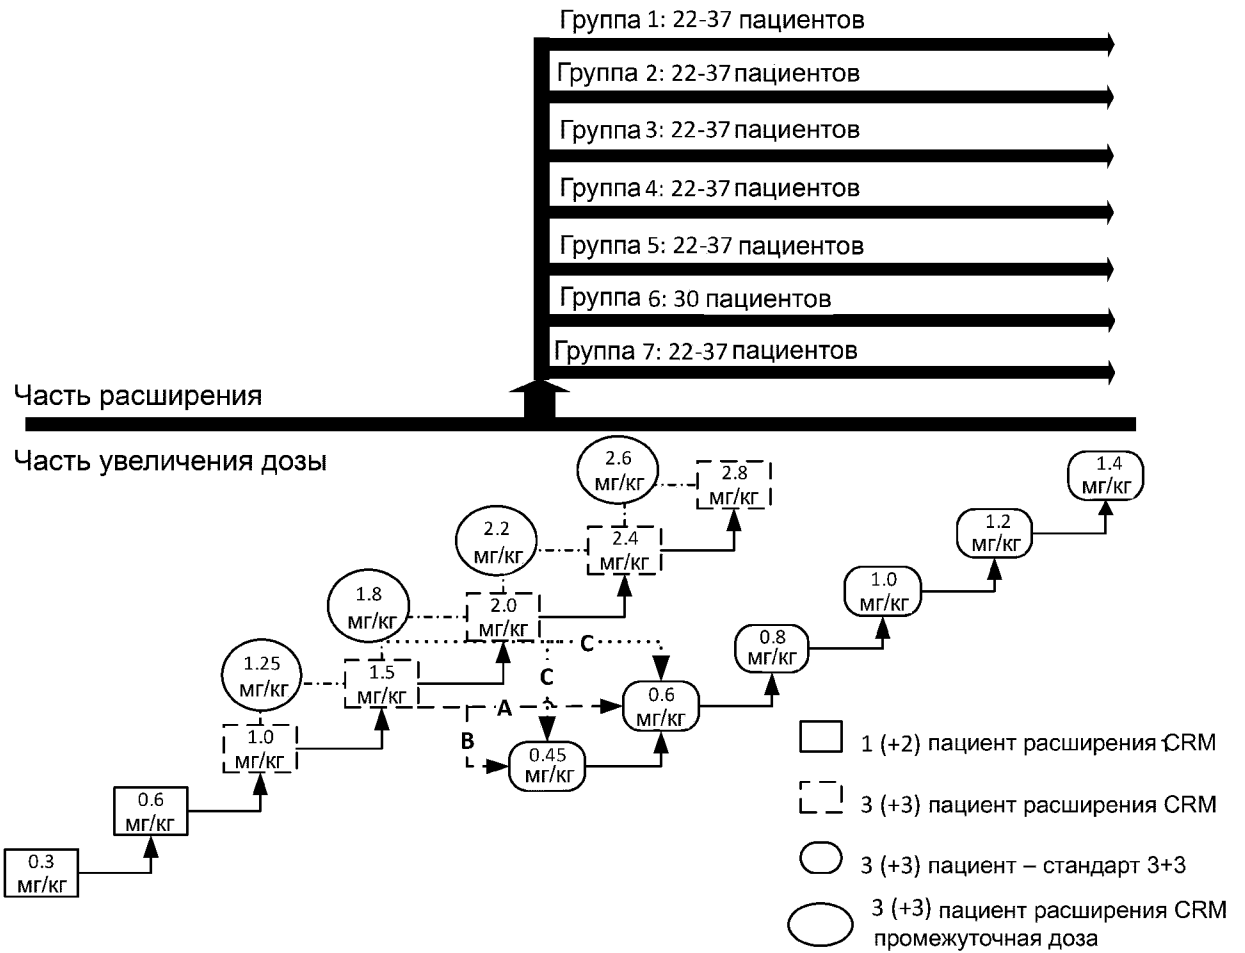 Группа 1: 22-37 пациентов
Группа 2: 22-37 пациентов
Группа 3: 22-37 пациентов
Группа 4: 22-37 пациентов
Группа 5: 22-37 пациентов
Группа 6: 30 пациентов
Группа 7: 22-37 пациентов
Часть расширения
Часть увеличения дозы
2.6
мг/кг
2.8
мг/кг
1.4
мг/кг
2.2
мг/кг
2.4
мг/кг
1.2
мг/кг
1.8
мг/кг
2.0
мг/кг
1.0
мг/кг
C
0.8
мг/кг
1.25
мг/кг
1.5
мг/кг
C
A
0.6
мг/кг
1.0
мг/кг
B
0.45
мг/кг
0.6
мг/кг
0.3
мг/кг
1 (+2) пациент расширения CRM
3 (+3) пациент расширения CRM
3 (+3) пациент – стандарт 3+3
3 (+3) пациент расширения CRM
промежуточная доза